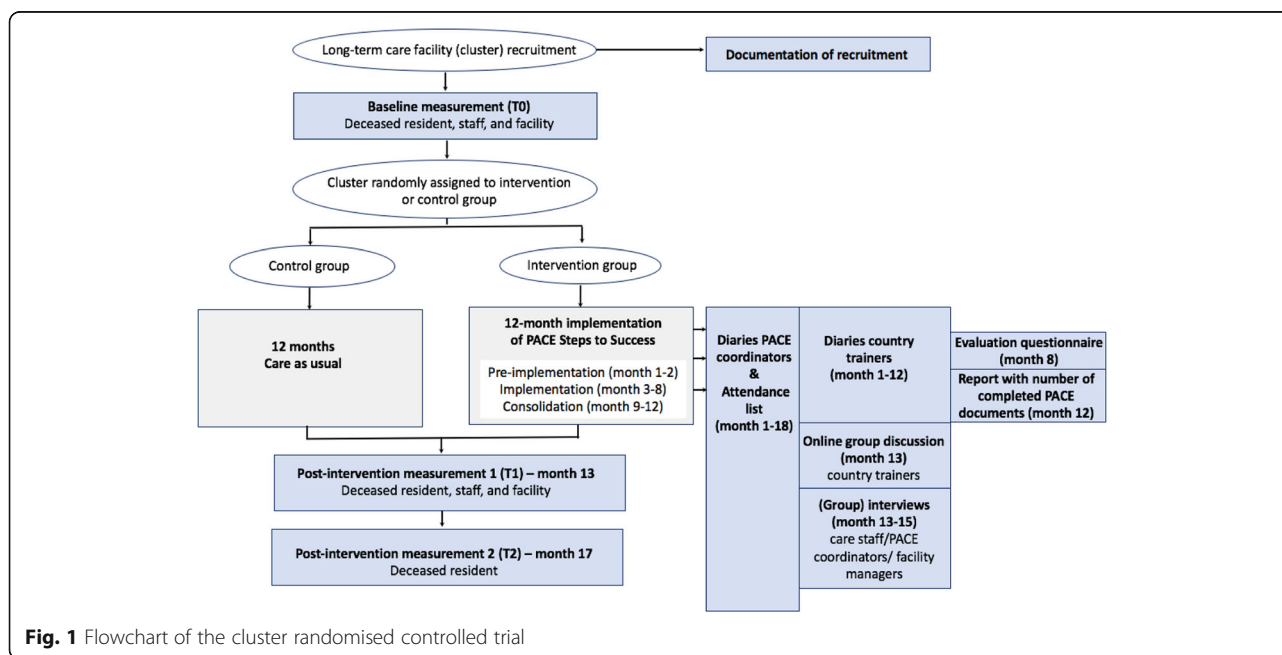 Long-term care facility (cluster) recruitment
Documentation of recruitment
Baseline measurement (T0)
Deceased resident, staff, and facility
Cluster randomly assigned to intervention
or control group
Control group
Intervention group
12 months
Care as usual
12-month implementation
of PACE Steps to Success
Pre-implementation (month 1-2)
Implementation (month 3-8)
Consolidation (month 9-12)
Diaries PACE
coordinators
&
Attendance
list
(month 1-18)
Diaries country
trainers
(month 1-12)
Evaluation questionnaire
(month 8)
Report with number of
completed PACE
documents (month 12)
Online group discussion
(month 13)
country trainers
(Group) interviews
(month 13-15)
care staff/PACE
coordinators/ facility
managers
Post-intervention measurement 1 (T1) – month 13
Deceased resident, staff, and facility
Post-intervention measurement 2 (T2) – month 17
Deceased resident
Fig. 1 Flowchart of the cluster randomised controlled trial